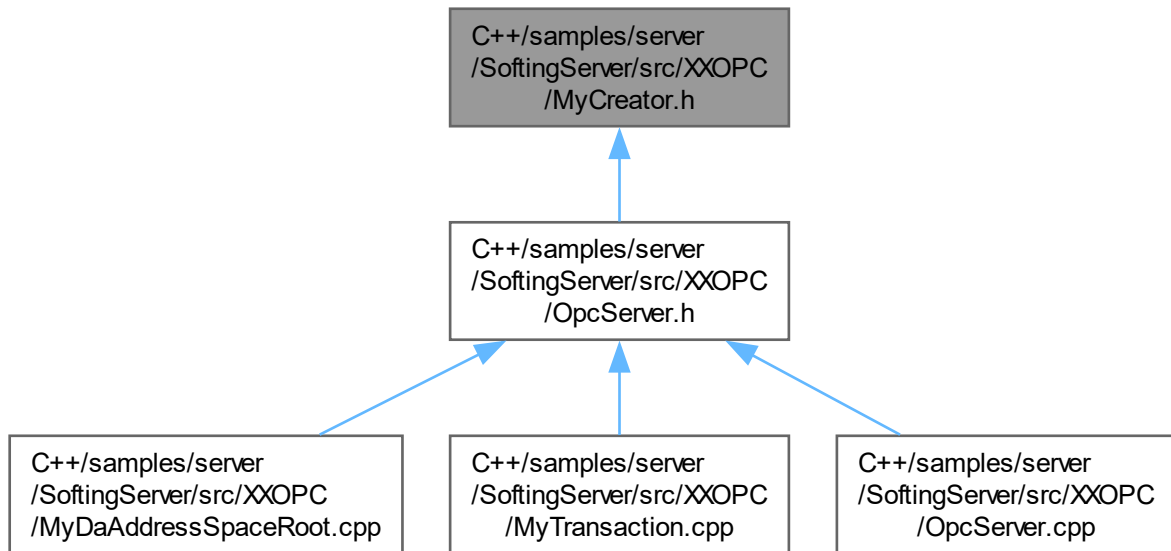 C++/samples/server
/SoftingServer/src/XXOPC
/MyCreator.h
C++/samples/server
/SoftingServer/src/XXOPC
/OpcServer.h
C++/samples/server
/SoftingServer/src/XXOPC
/MyDaAddressSpaceRoot.cpp
C++/samples/server
/SoftingServer/src/XXOPC
/MyTransaction.cpp
C++/samples/server
/SoftingServer/src/XXOPC
/OpcServer.cpp